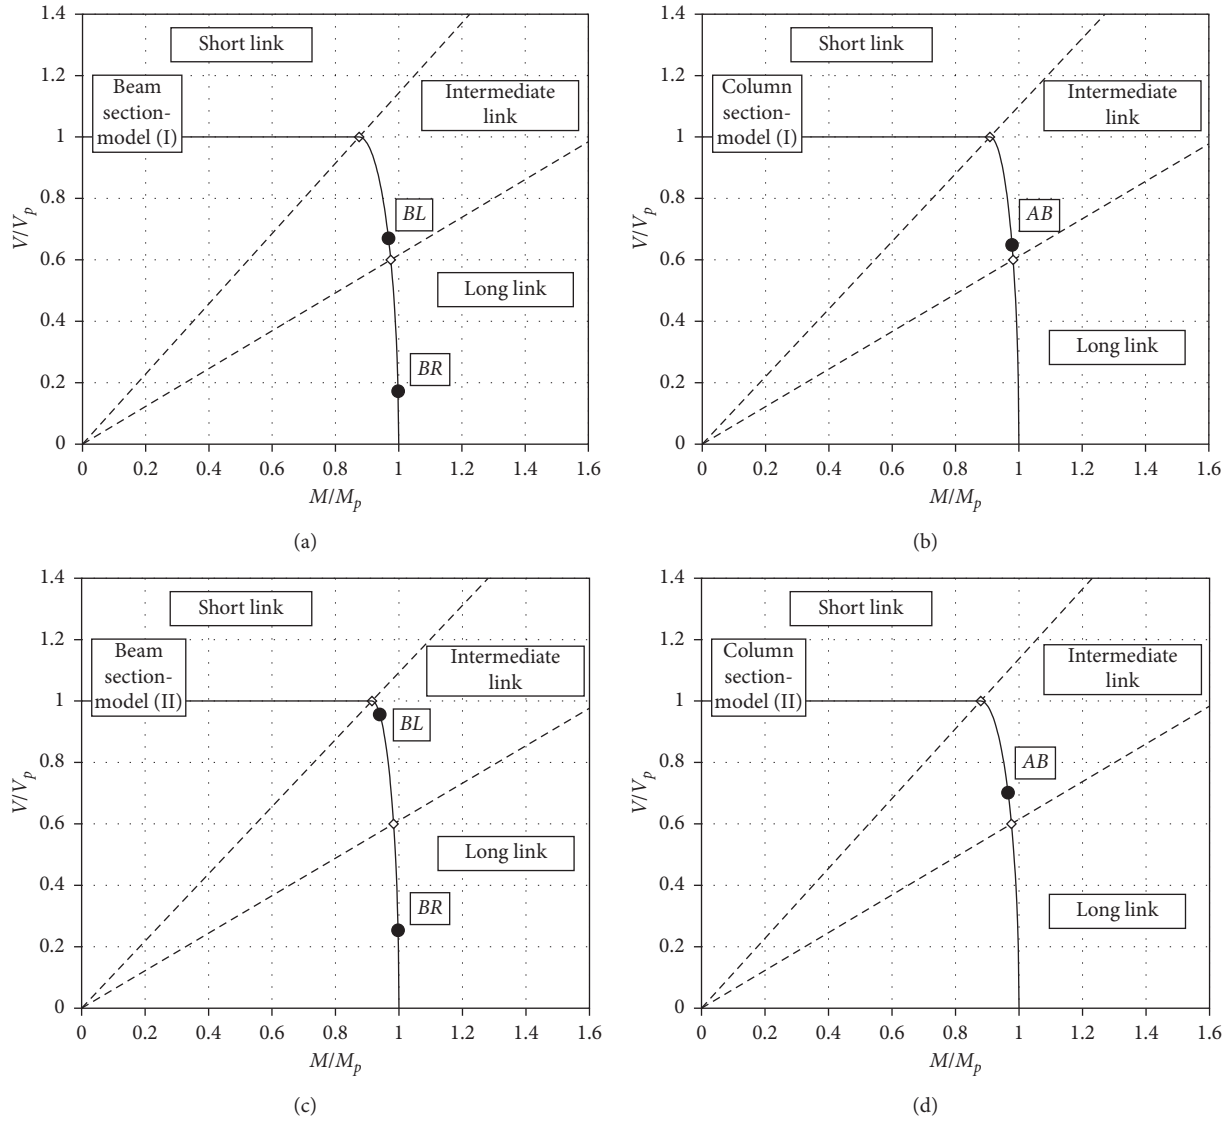 1.4
1.2
1
0.8
0.6
0.4
0.2
0
V/Vp
Short link
Beam
section-
model (I)
Intermediate
link
BL
Long link
BR
0 0.2 0.4 0.6 0.8 1 1.2 1.4 1.6
M/Mp
(a)
1.4
1.2
1
0.8
0.6
0.4
0.2
0
V/Vp
Short link
Column
section-
model (I)
Intermediate
link
AB
Long link
0 0.2 0.4 0.6 0.8 1 1.2 1.4 1.6
M/Mp
(b)
1.4
1.2
1
0.8
0.6
0.4
0.2
0
V/Vp
Short link
Beam
section-
model (II)
Intermediate
link
BL
Long link
BR
0 0.2 0.4 0.6 0.8 1 1.2 1.4 1.6
M/Mp
(c)
1.4
1.2
1
0.8
0.6
0.4
0.2
0
V/Vp
Short link
Column
section-
model (II)
Intermediate
link
AB
Long link
0 0.2 0.4 0.6 0.8 1 1.2 1.4 1.6
M/Mp
(d)